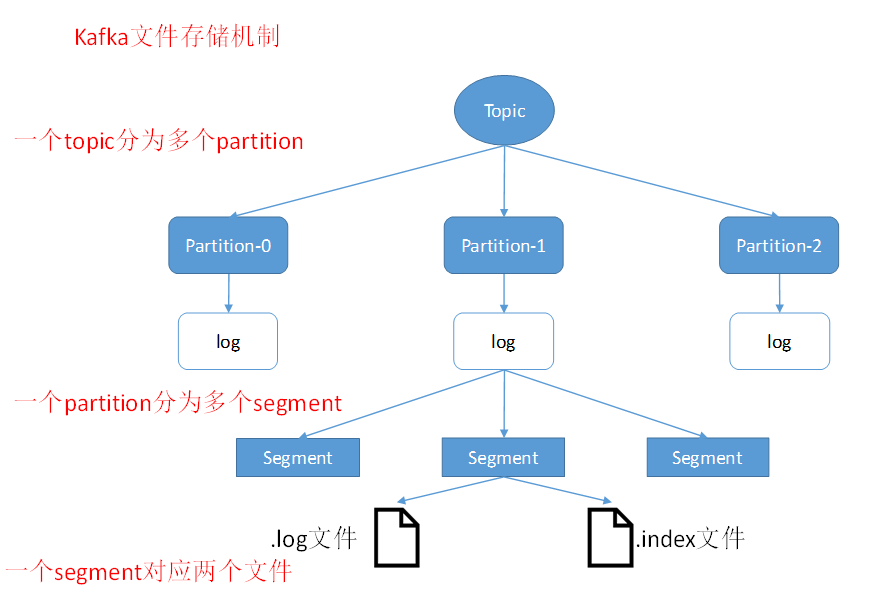 Kafka文件存储机制
Topic
一个topic分为多个partition
Partition-0
Partition-1
Partition-2
log
log
log
一个partition分为多个segment
Segment
Segment
Segment
.log文件
.index文件
一个segment对应两个文件